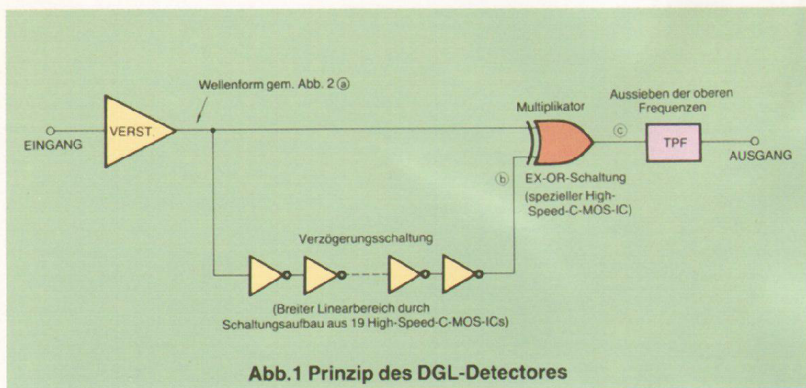 Wellenform gem. Abb. 2 ⓐ
Aussieben der oberen
Frequenzen
Multiplikator
VERST.
EINGANG
ⓒ
TPF
AUSGANG
ⓑ
EX-OR-Schaltung
(spezieller High-
Speed-C-MOS-IC)
Verzögerungsschaltung
(Breiter Linearbereich durch
Schaltungsaufbau aus 19 High-Speed-C-MOS-ICs)
Abb.1 Prinzip des DGL-Detectores